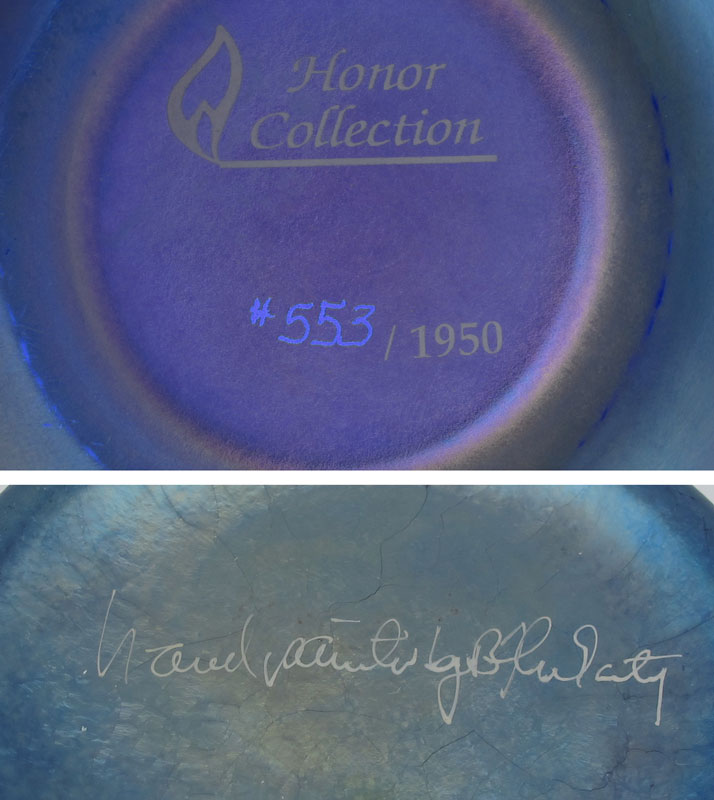 Honor
Collection
#553 / 1950
hand painted by B